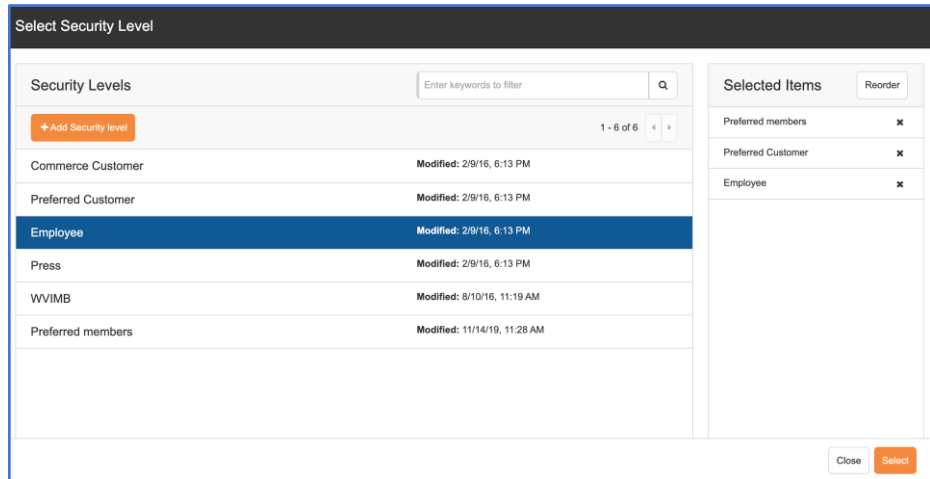 Select Security Level
Security Levels
Enter keywords to filter
+ Add Security level
1 - 6 of 6
Commerce Customer Modified: 2/9/16, 6:13 PM
Preferred Customer Modified: 2/9/16, 6:13 PM
Employee Modified: 2/9/16, 6:13 PM
Press Modified: 2/9/16, 6:13 PM
WVIMB Modified: 8/10/16, 11:19 AM
Preferred members Modified: 11/14/19, 11:28 AM
Selected Items Reorder
Preferred members
Preferred Customer
Employee
Close Select